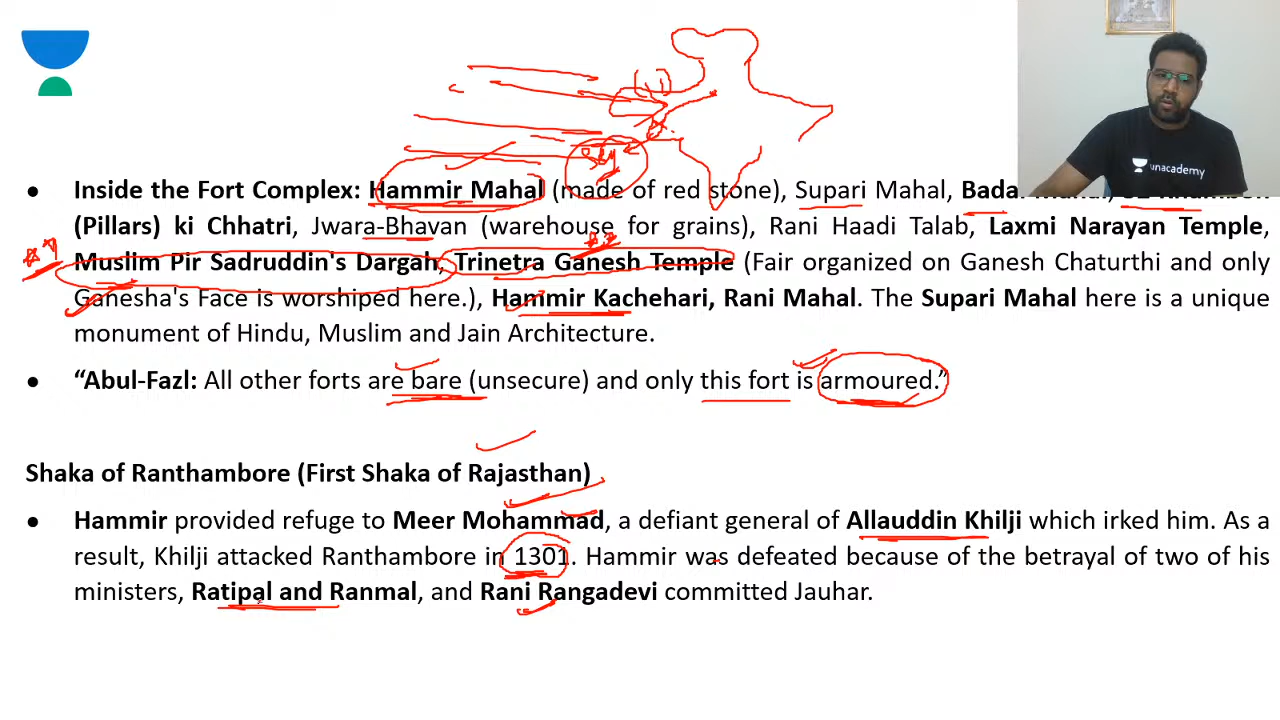 unacademy
● Inside the Fort Complex: Hammir Mahal (made of red stone), Supari Mahal,
(Pillars) ki Chhatri, Jwara-Bhavan (warehouse for grains), Rani Haadi Talab, Laxmi Narayan Temple,
Muslim Pir Sadruddin's Dargah, Trinetra Ganesh Temple (Fair organized on Ganesh Chaturthi and only
Ganesha's Face is worshiped here.), Hammir Kachehari, Rani Mahal. The Supari Mahal here is a unique
monument of Hindu, Muslim and Jain Architecture.
● “Abul-Fazl: All other forts are bare (unsecure) and only this fort is armoured.”
Shaka of Ranthambore (First Shaka of Rajasthan)
● Hammir provided refuge to Meer Mohammad, a defiant general of Allauddin Khilji which irked him. As a
result, Khilji attacked Ranthambore in 1301. Hammir was defeated because of the betrayal of two of his
ministers, Ratipal and Ranmal, and Rani Rangadevi committed Jauhar.